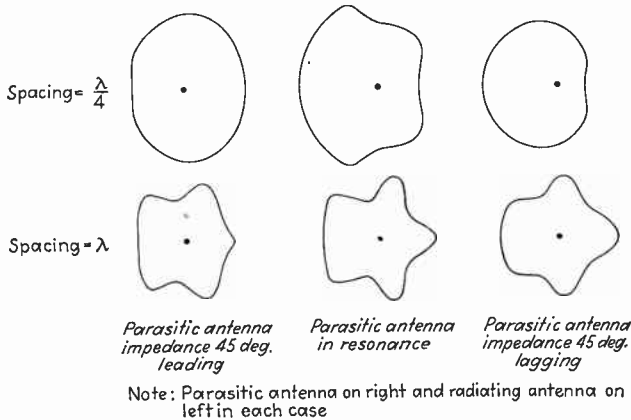 Spacing= λ/4
Spacing=λ
Parasitic antenna
impedance 45 deg.
leading
Parasitic antenna
in resonance
Parasitic antenna
impedance 45 deg.
lagging
Note: Parasitic antenna on right and radiating antenna on
left in each case